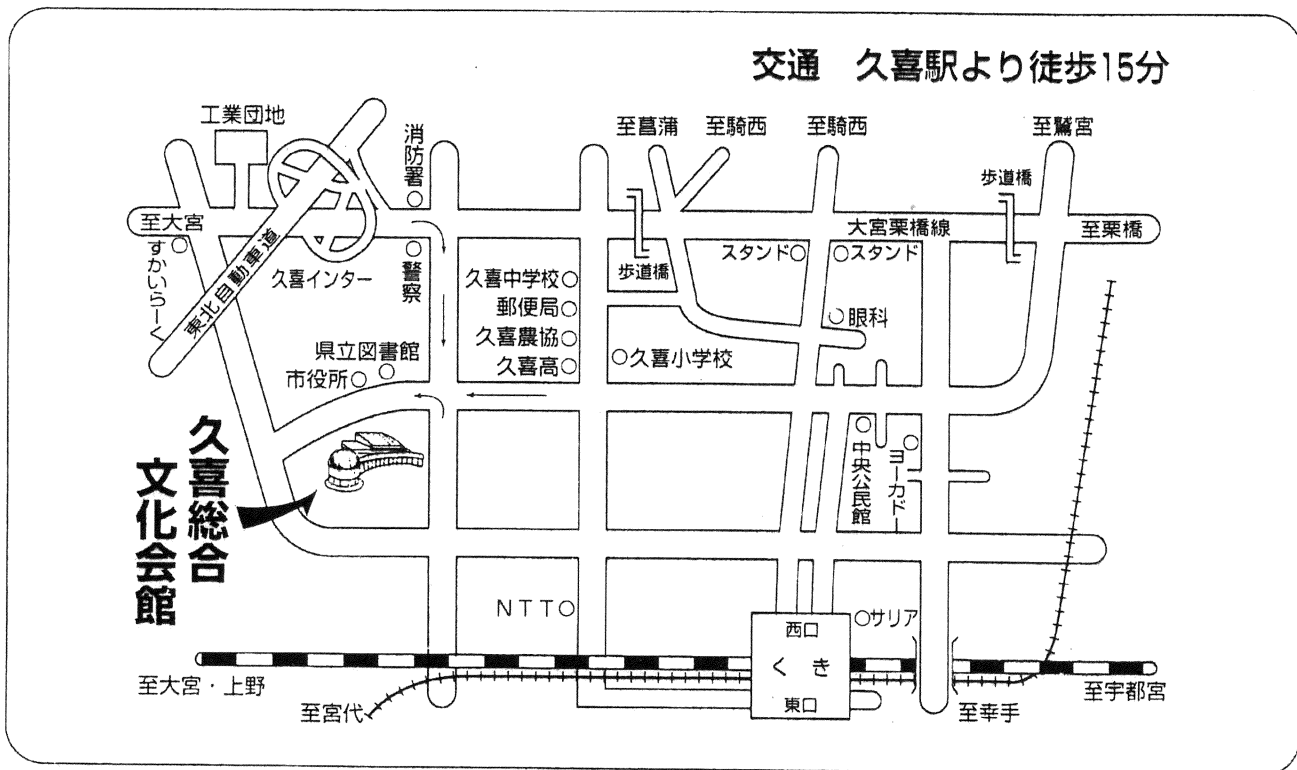 交通　久喜駅より徒歩15分
工業団地
消防署
至菖蒲
至騎西
至騎西
至鷲宮
歩道橋
至大宮
大宮栗橋線
至栗橋
すかいらーく
東北自動車道
久喜インター
警察
歩道橋
スタンド
スタンド
久喜中学校
郵便局
眼科
久喜農協
久喜高
久喜小学校
県立図書館
市役所
中央公民館
ヨーカドー
久喜総合
文化会館
NTT
サリア
西口
くき
東口
至大宮・上野
至宮代
至幸手
至宇都宮